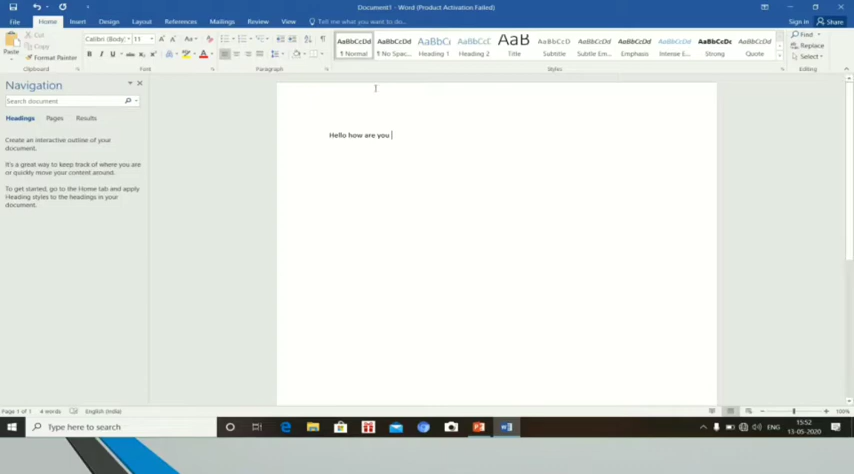 Document1 - Word (Product Activation Failed)
Sign in Share
File Home Insert Design Layout References Mailings Review View Tell me what you want to do...
Paste
Cut
Copy
Format Painter
Clipboard
Calibri (Body) 11
Font
Paragraph
AaBbCcDd AaBbCcDd AaBbC AaBbCcC AaB AaBbCcD AaBbCcDd AaBbCcDd AaBbCcDd AaBbCcDc AaBbCcDd
¶ Normal ¶ No Spac... Heading 1 Heading 2 Title Subtitle Subtle Em... Emphasis Intense E... Strong Quote
Styles
Find
Replace
Select
Editing
Navigation
Search document
Headings Pages Results
Create an interactive outline of your
document.
It's a great way to keep track of where you are
or quickly move your content around.
To get started, go to the Home tab and apply
Heading styles to the headings in your
document.
Hello how are you
Page 1 of 1 4 words English (India) 100%
Type here to search
ENG
15:52
13-05-2020